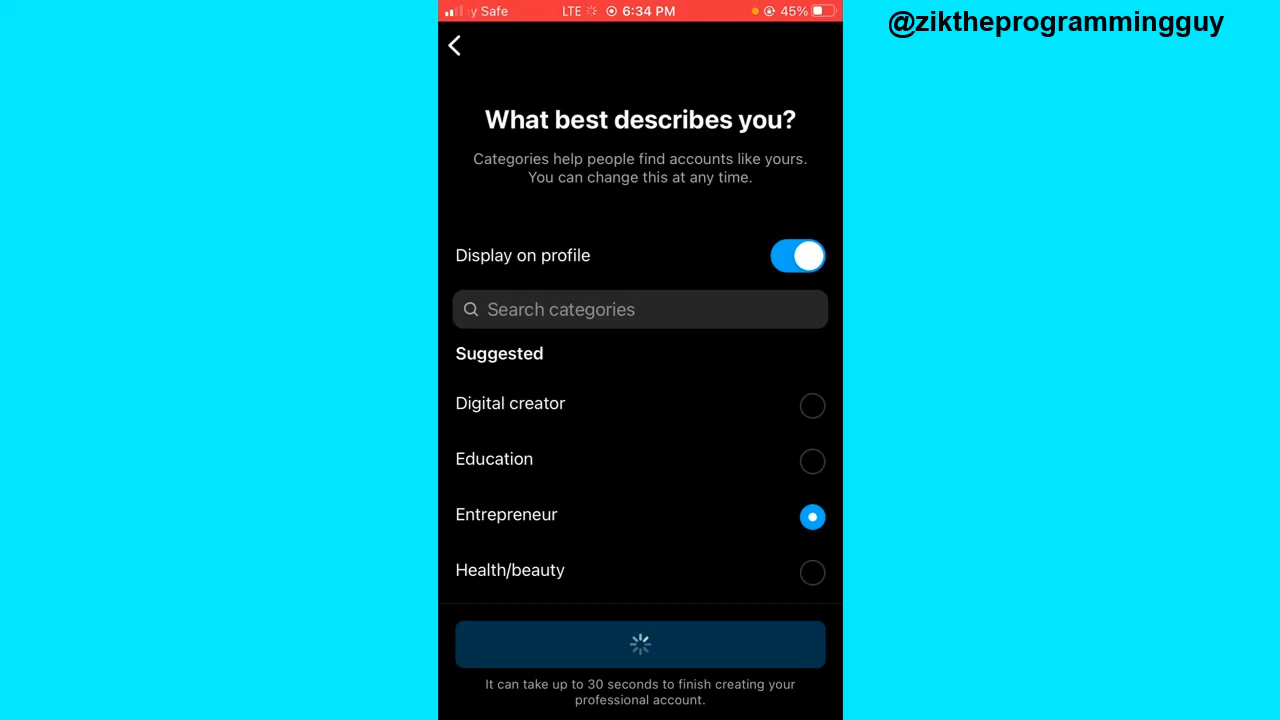 y Safe LTE 6:34 PM 45%
@ziktheprogrammingguy
What best describes you?
Categories help people find accounts like yours.
You can change this at any time.
Display on profile
Search categories
Suggested
Digital creator
Education
Entrepreneur
Health/beauty
It can take up to 30 seconds to finish creating your
professional account.